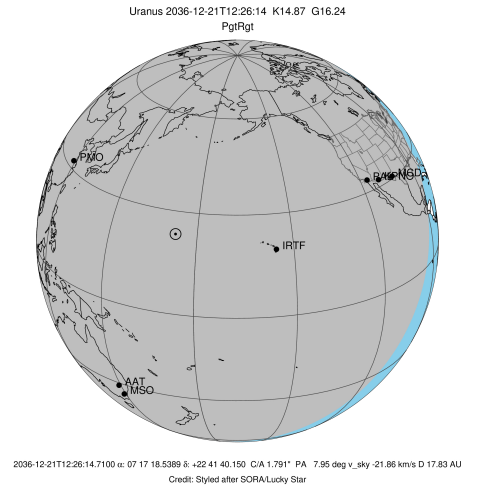 Uranus 2036-12-21T12:26:14 K14.87 G16.24
PgtRgt
PMO
MGD
IRTF
AAT
MSO
2036-12-21T12:26:14.7100 α: 07 17 18.5389 δ: +22 41 40.150 C/A 1.791" PA 7.95 deg v_sky -21.86 km/s D 17.83 AU
Credit: Styled after SORA/Lucky Star